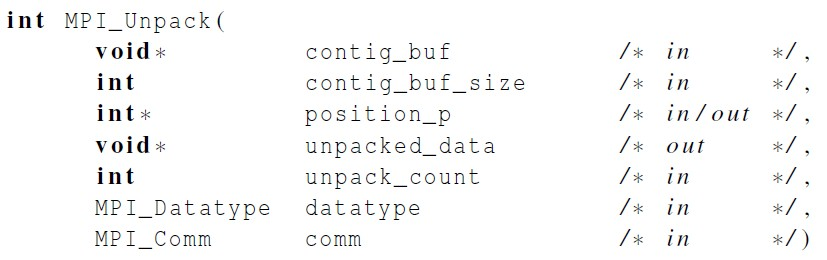 int MPI_Unpack(
void* contig_buf /* in */,
int contig_buf_size /* in */,
int* position_p /* in/out */,
void* unpacked_data /* out */,
int unpack_count /* in */,
MPI_Datatype datatype /* in */,
MPI_Comm comm /* in */)